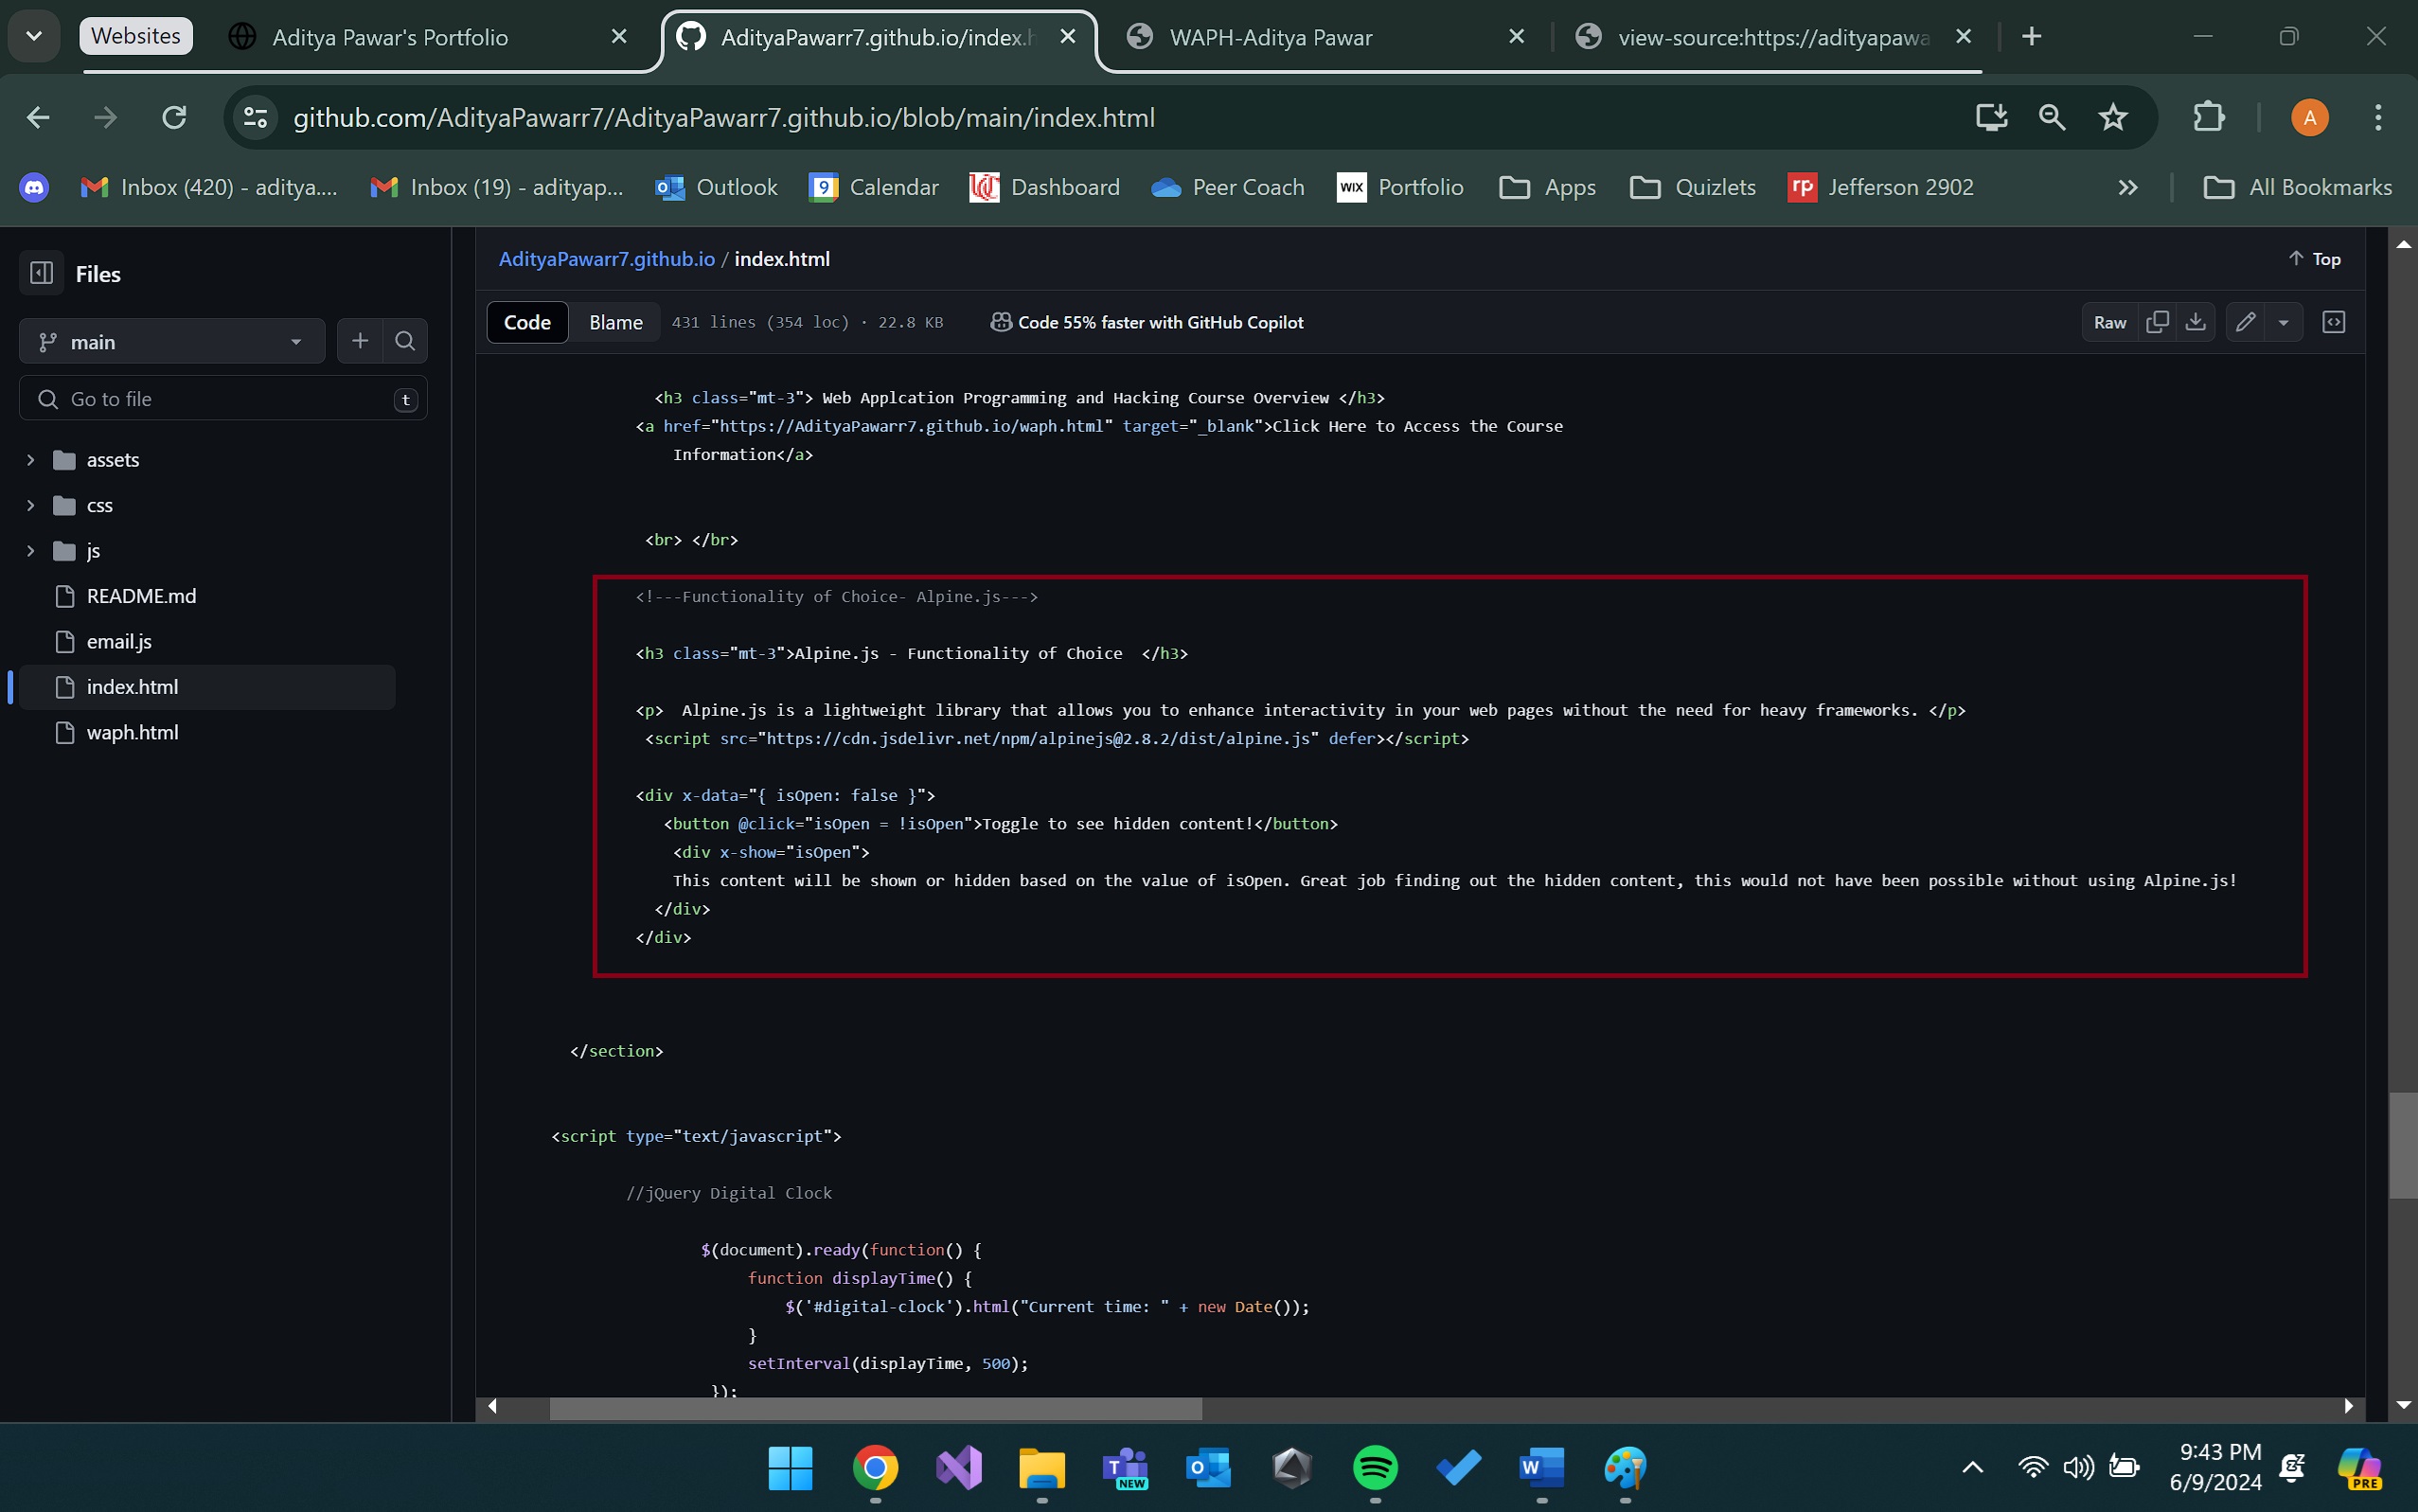 Websites
Aditya Pawar's Portfolio
AdityaPawarr7.github.io/index.h
WAPH-Aditya Pawar
view-source:https://adityapawa
github.com/AdityaPawarr7/AdityaPawarr7.github.io/blob/main/index.html
A
Inbox (420) - aditya....
Inbox (19) - adityap...
Outlook
9 Calendar
Dashboard
Peer Coach
WIX Portfolio
Apps
Quizlets
rp Jefferson 2902
All Bookmarks
Files
main
Go to file
t
assets
css
js
README.md
email.js
index.html
waph.html
AdityaPawarr7.github.io / index.html
Top
Code
Blame
431 lines (354 loc) · 22.8 KB
Code 55% faster with GitHub Copilot
Raw
<h3 class="mt-3"> Web Applcation Programming and Hacking Course Overview </h3>
<a href="https://AdityaPawarr7.github.io/waph.html" target="_blank">Click Here to Access the Course
Information</a>
<br> </br>
<!---Functionality of Choice- Alpine.js--->
<h3 class="mt-3">Alpine.js - Functionality of Choice  </h3>
<p>  Alpine.js is a lightweight library that allows you to enhance interactivity in your web pages without the need for heavy frameworks. </p>
<script src="https://cdn.jsdelivr.net/npm/alpinejs@2.8.2/dist/alpine.js" defer></script>
<div x-data="{ isOpen: false }">
<button @click="isOpen = !isOpen">Toggle to see hidden content!</button>
<div x-show="isOpen">
This content will be shown or hidden based on the value of isOpen. Great job finding out the hidden content, this would not have been possible without using Alpine.js!
</div>
</div>
</section>
<script type="text/javascript">
//jQuery Digital Clock
$(document).ready(function() {
function displayTime() {
$('#digital-clock').html("Current time: " + new Date());
}
setInterval(displayTime, 500);
});
T NEW
O
W
9:43 PM
6/9/2024
PRE